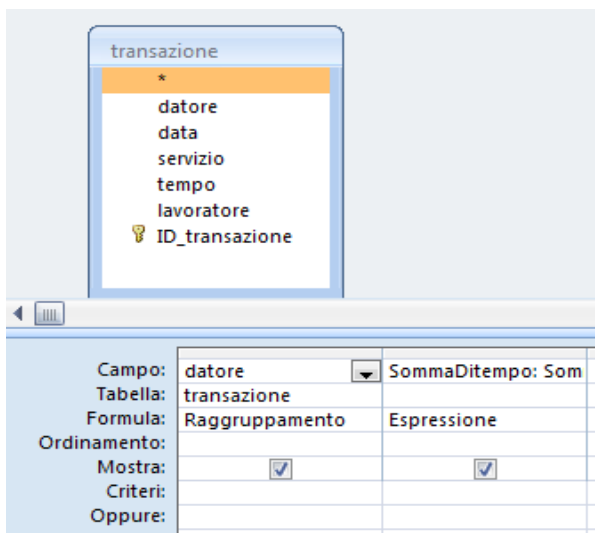 transazione
*
datore
data
servizio
tempo
lavoratore
ID_transazione
Campo: datore SommaDitempo: Som
Tabella: transazione
Formula: Raggruppamento Espressione
Ordinamento:
Mostra:
Criteri:
Oppure: